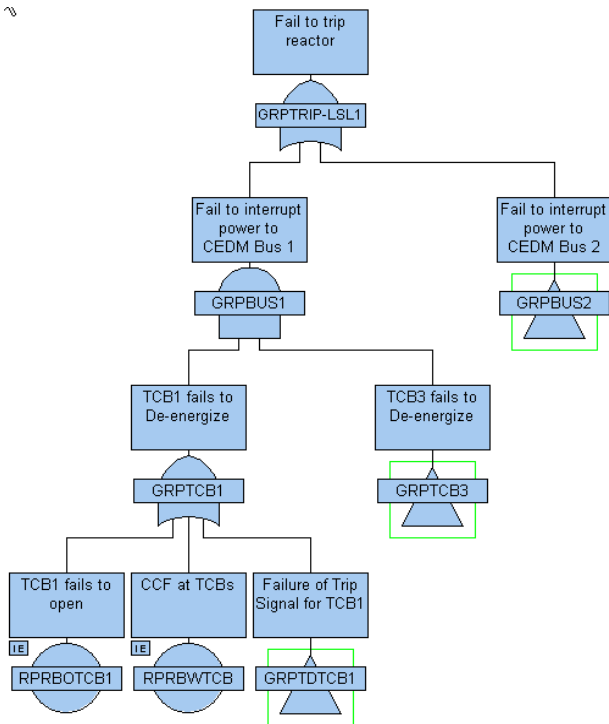 Fail to trip
reactor
GRPTRIP-LSL1
Fail to interrupt
power to
CEDM Bus 1
Fail to interrupt
power to
CEDM Bus 2
GRPBUS1
GRPBUS2
TCB1 fails to
De-energize
TCB3 fails to
De-energize
GRPTCB1
GRPTCB3
TCB1 fails to
open
CCF at TCBs
Failure of Trip
Signal for TCB1
IE
IE
RPRBOTCB1
RPRBWTCB
GRPTDTCB1